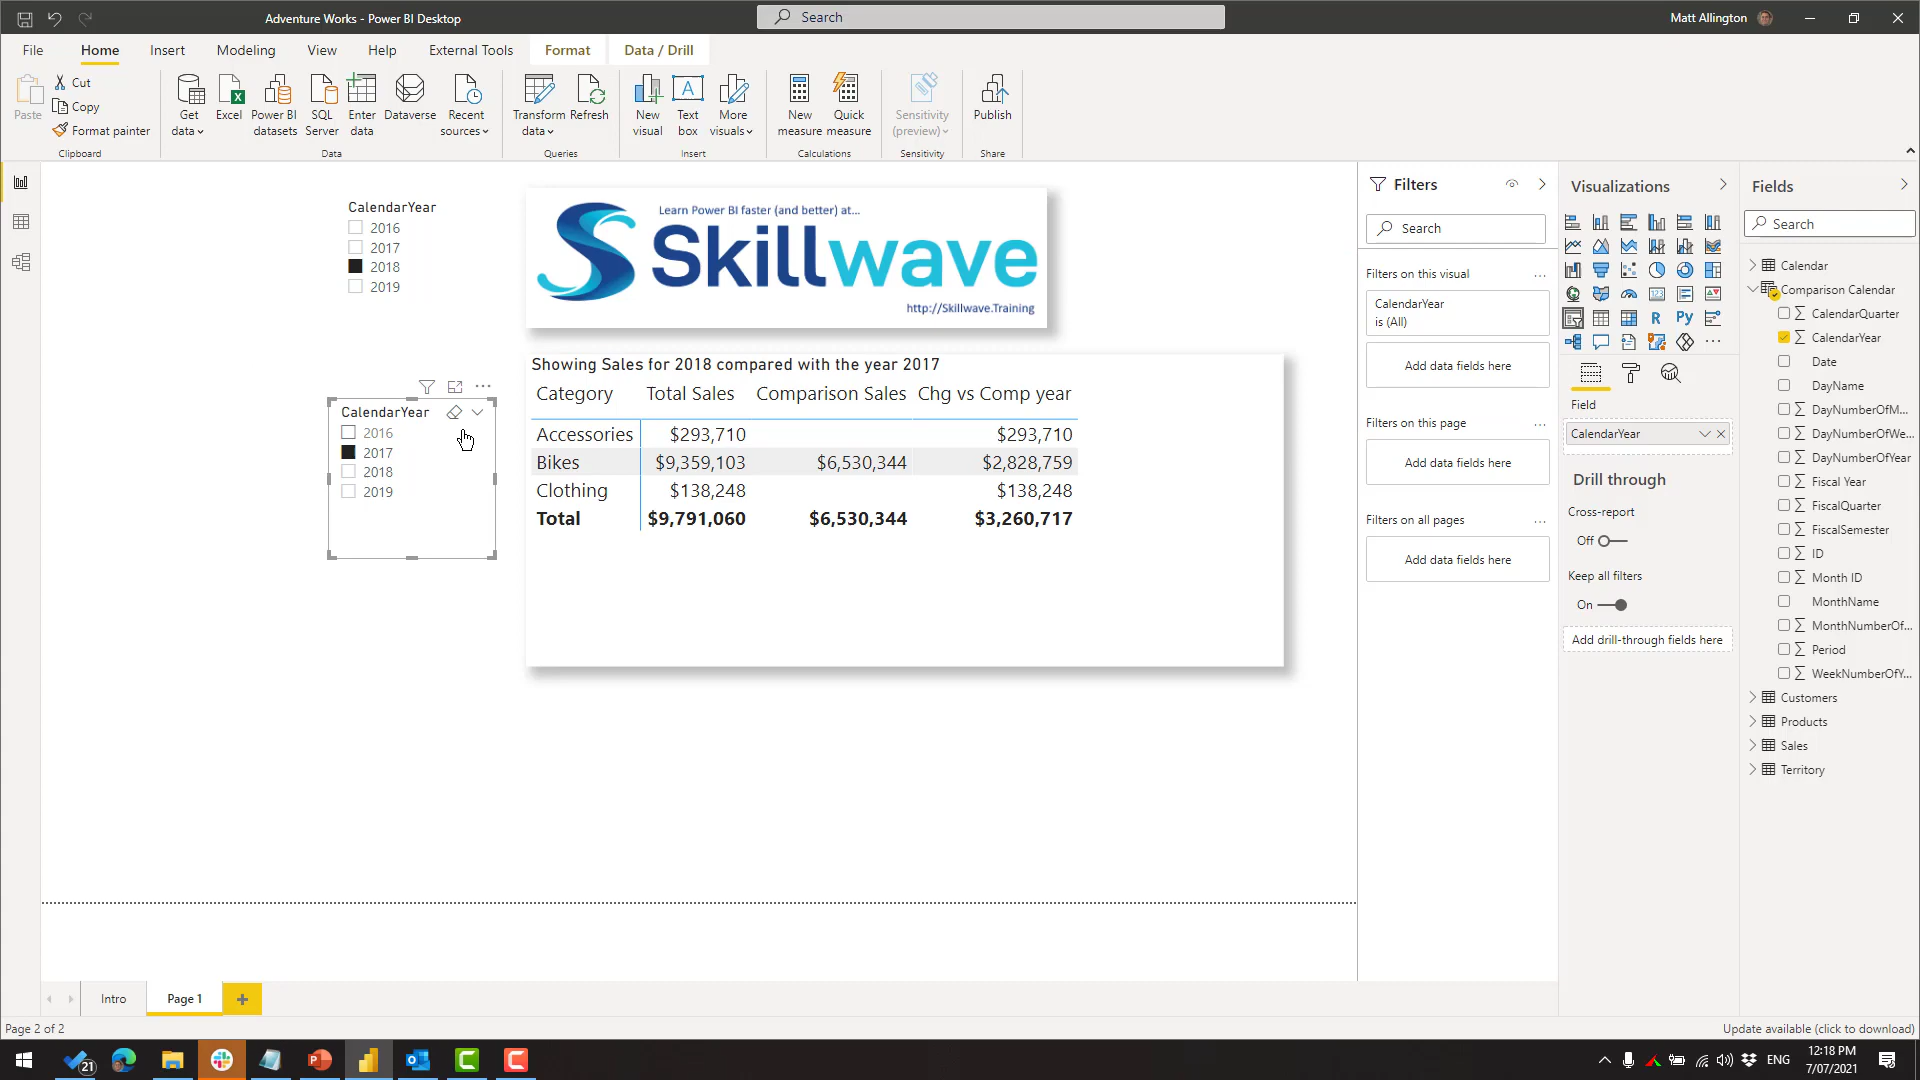 Adventure Works - Power BI Desktop
Search
Matt Allington
File
Home
Insert
Modeling
View
Help
External Tools
Format
Data / Drill
Paste
Cut
Copy
Format painter
Clipboard
Get data
Excel
Power BI datasets
SQL Server
Enter data
Dataverse
Recent sources
Data
Transform data
Refresh
Queries
New visual
Text box
More visuals
Insert
New measure
Quick measure
Calculations
Sensitivity (preview)
Sensitivity
Publish
Share
CalendarYear
2016
2017
2018
2019
Learn Power BI faster (and better) at...
Skillwave
http://Skillwave.Training
CalendarYear
2016
2017
2018
2019
Showing Sales for 2018 compared with the year 2017
Category Total Sales Comparison Sales Chg vs Comp year
Accessories $293,710 $293,710
Bikes $9,359,103 $6,530,344 $2,828,759
Clothing $138,248 $138,248
Total $9,791,060 $6,530,344 $3,260,717
Filters
Search
Filters on this visual ...
CalendarYear
is (All)
Add data fields here
Filters on this page ...
Add data fields here
Filters on all pages ...
Add data fields here
Visualizations
R
Py
...
Field
CalendarYear
Drill through
Cross-report
Off
Keep all filters
On
Add drill-through fields here
Fields
Search
Calendar
Comparison Calendar
CalendarQuarter
CalendarYear
Date
DayName
DayNumberOfM...
DayNumberOfWe...
DayNumberOfYear
Fiscal Year
FiscalQuarter
FiscalSemester
ID
Month ID
MonthName
MonthNumberOf...
Period
WeekNumberOfY...
Customers
Products
Sales
Territory
Intro
Page 1
+
Page 2 of 2
Update available (click to download)
21
ENG
12:18 PM
7/07/2021